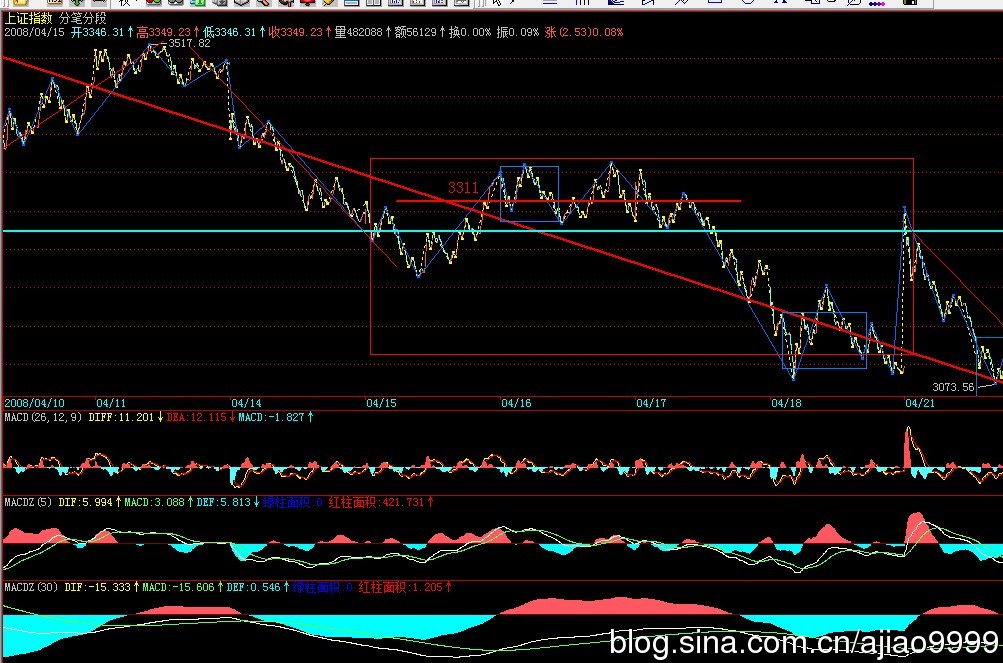 上证指数 分笔分段
2008/04/15 开3346.31↑高3349.23↑低3346.31↑收3349.23↑量482088↑额56129↑换0.00% 振0.09% 涨(2.53)0.08%
3517.82
3311
3073.56
2008/04/10 04/11 04/14 04/15 04/16 04/17 04/18 04/21
MACD(26,12,9) DIFF:11.201↓DEA:12.115↓MACD:-1.827↑
MACDZ(5) DIF:5.994↑MACD:3.088↑DEF:5.813↓绿柱面积:0 红柱面积:421.731↑
MACDZ(30) DIF:-15.333↑MACD:-15.606↑DEF:0.546↑绿柱面积:0 红柱面积:1.205↑
blog.sina.com.cn/ajiao9999